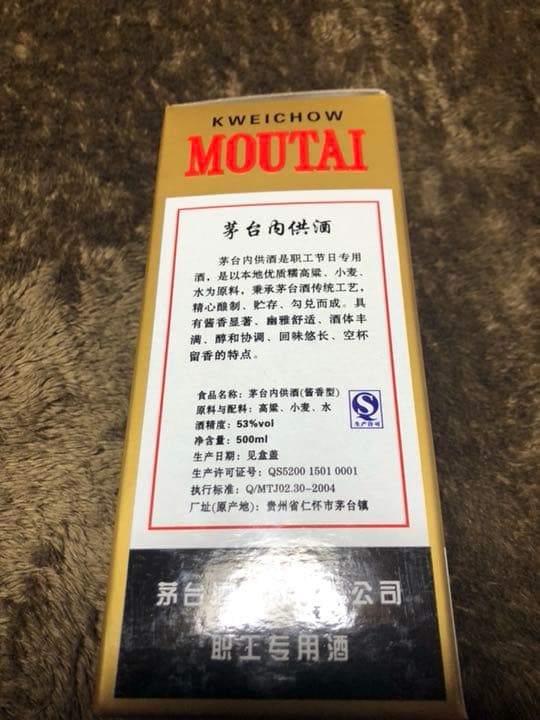 KWEICHOW
MOUTAI
茅台内供酒
茅台内供酒是职工节日专用
酒，是以本地优质糯高粱、小麦、
水为原料，秉承茅台酒传统工艺，
精心酿制、贮存、勾兑而成。具
有酱香显著、幽雅舒适、酒体丰
满、醇和协调、回味悠长、空杯
留香的特点。
食品名称：茅台内供酒(酱香型)
原料与配料：高粱、小麦、水
酒精度：53%vol
净含量：500ml
生产日期：见盒盖
生产许可证号：QS5200 1501 0001
执行标准：Q/MTJ02.30-2004
厂址(原产地)：贵州省仁怀市茅台镇
QS
生产许可
茅台
公司
职工专用酒